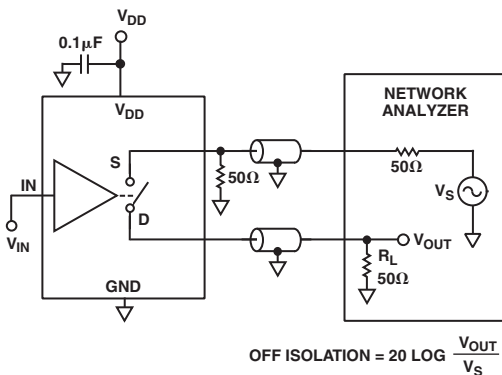 V_DD
0.1µF
V_DD
NETWORK
ANALYZER
S
50Ω
50Ω
V_S
IN
D
V_IN
V_OUT
R_L
50Ω
GND
OFF ISOLATION = 20 LOG V_OUT / V_S